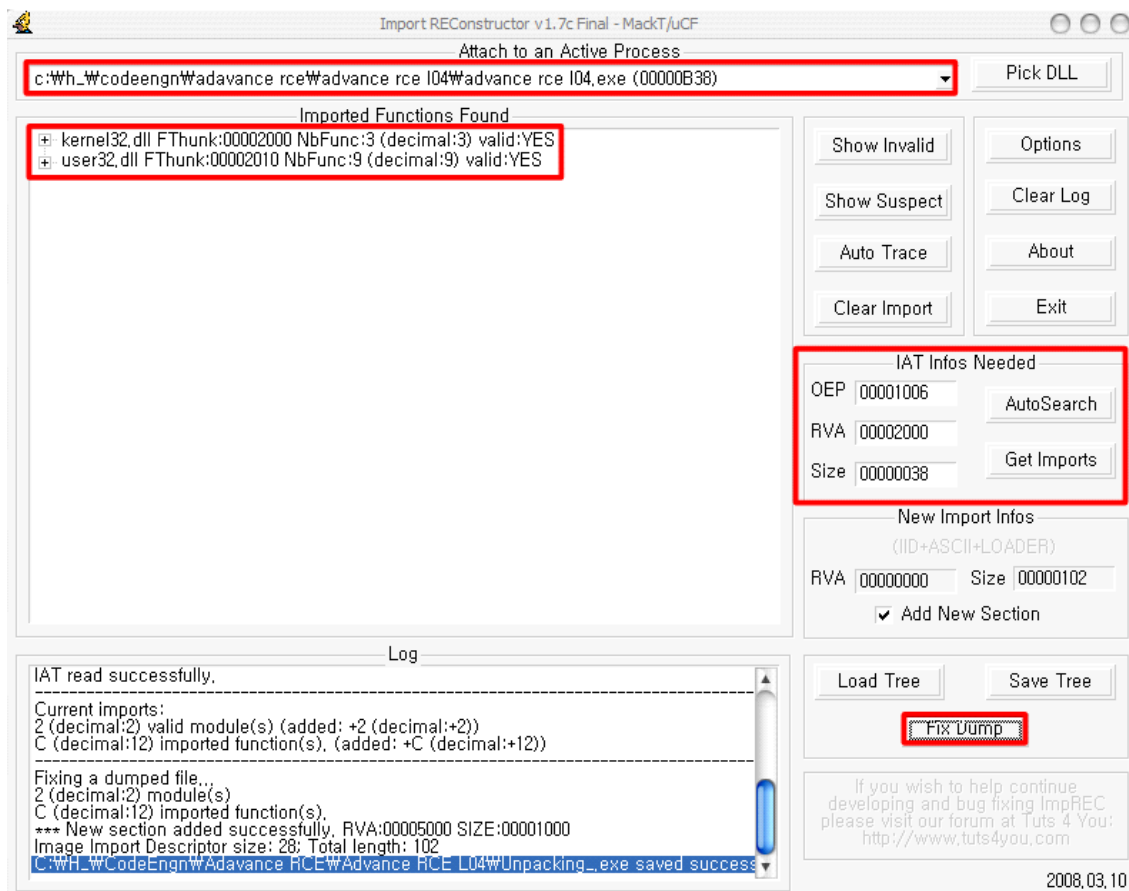 Import REConstructor v1.7c Final - MackT/uCF
Attach to an Active Process
c:₩h_₩codeengn₩adavance rce₩advance rce l04₩advance rce l04,exe (00000B38)
Pick DLL
Imported Functions Found
kernel32,dll FThunk:00002000 NbFunc:3 (decimal:3) valid:YES
user32,dll FThunk:00002010 NbFunc:9 (decimal:9) valid:YES
Show Invalid
Options
Show Suspect
Clear Log
Auto Trace
About
Clear Import
Exit
IAT Infos Needed
OEP 00001006
AutoSearch
RVA 00002000
Size 00000038
Get Imports
New Import Infos
(IID+ASCII+LOADER)
RVA 00000000 Size 00000102
Add New Section
Log
IAT read successfully,
Current imports:
2 (decimal:2) valid module(s) (added: +2 (decimal:+2))
C (decimal:12) imported function(s), (added: +C (decimal:+12))
Fixing a dumped file,,,
2 (decimal:2) module(s)
C (decimal:12) imported function(s),
*** New section added successfully, RVA:00005000 SIZE:00001000
Image Import Descriptor size: 28; Total length: 102
C:₩H_₩CodeEngn₩Adavance RCE₩Advance RCE L04₩Unpacking_,exe saved success
Load Tree
Save Tree
Fix Dump
If you wish to help continue
developing and bug fixing ImpREC
please visit our forum at Tuts 4 You:
http://www,tuts4you,com
2008,03,10